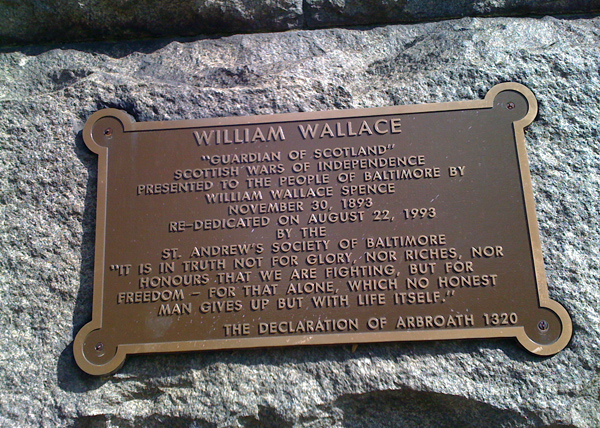 WILLIAM WALLACE
"GUARDIAN OF SCOTLAND"
SCOTTISH WARS OF INDEPENDENCE
PRESENTED TO THE PEOPLE OF BALTIMORE BY
WILLIAM WALLACE SPENCE
NOVEMBER 30, 1893
RE-DEDICATED ON AUGUST 22, 1993
BY THE
ST. ANDREW'S SOCIETY OF BALTIMORE
"IT IS IN TRUTH NOT FOR GLORY, NOR RICHES, NOR
HONOURS THAT WE ARE FIGHTING, BUT FOR
FREEDOM – FOR THAT ALONE, WHICH NO HONEST
MAN GIVES UP BUT WITH LIFE ITSELF."
THE DECLARATION OF ARBROATH 1320